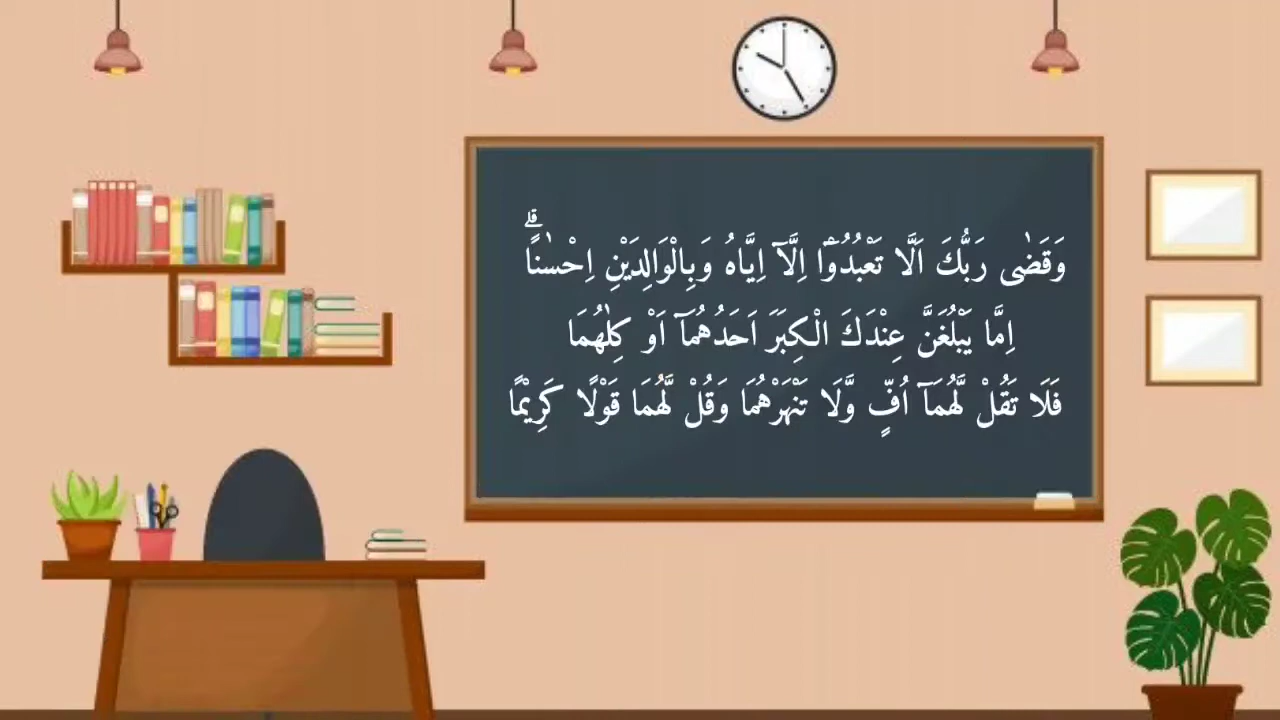 وَقَضٰى رَبُّكَ اَلَّا تَعْبُدُوْٓا اِلَّآ اِيَّاهُ وَبِالْوَالِدَيْنِ اِحْسٰنًاۗ
اِمَّا يَبْلُغَنَّ عِنْدَكَ الْكِبَرَ اَحَدُهُمَآ اَوْ كِلٰهُمَا
فَلَا تَقُلْ لَّهُمَآ اُفٍّ وَّلَا تَنْهَرْهُمَا وَقُلْ لَّهُمَا قَوْلًا كَرِيْمًا